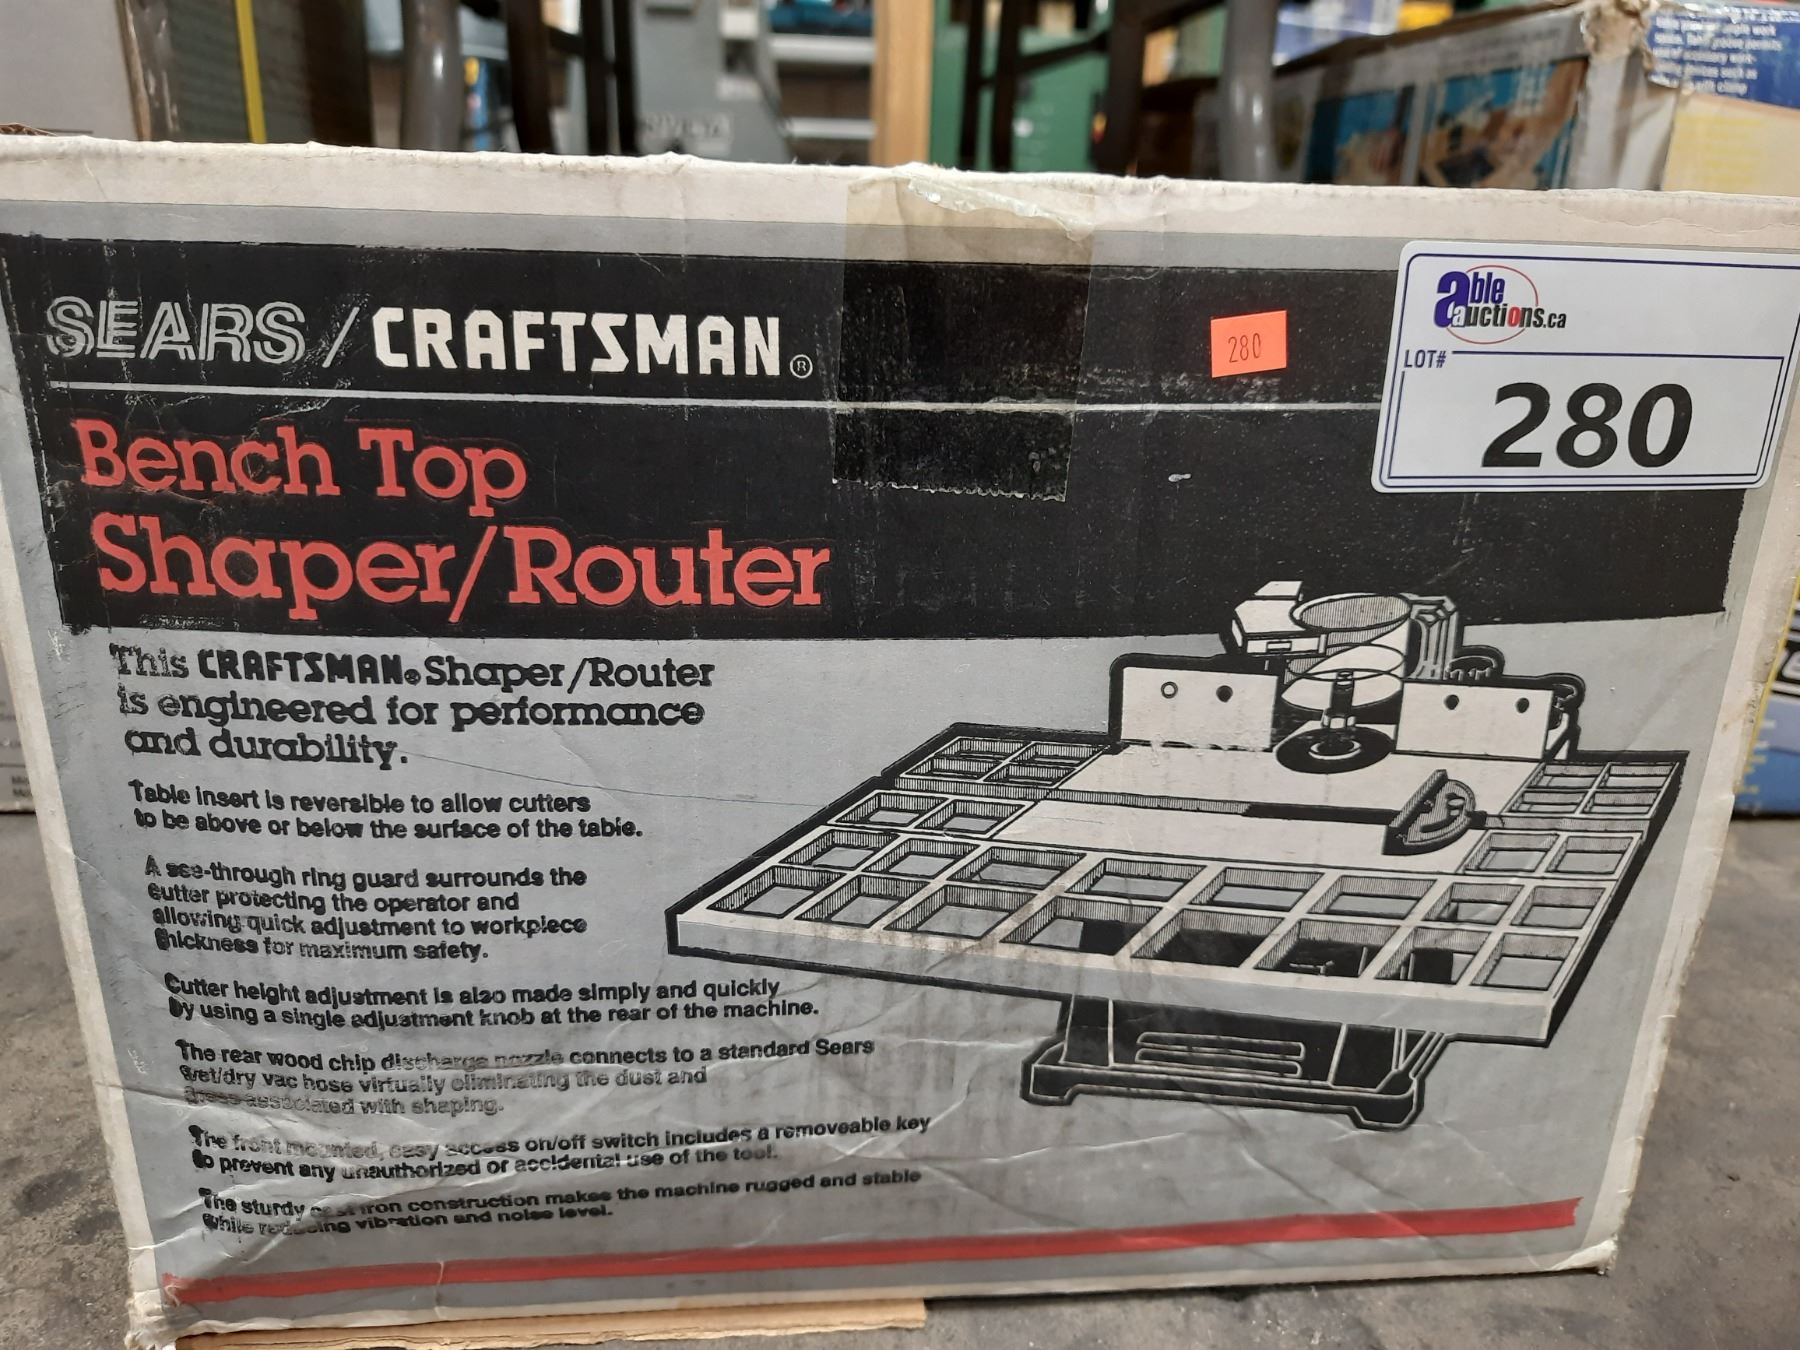 SEARS / CRAFTSMAN®
280
able
auctions.ca
LOT#
280
Bench Top
Shaper/Router
This CRAFTSMAN® Shaper/Router
is engineered for performance
and durability.
Table insert is reversible to allow cutters
to be above or below the surface of the table.
A see-through ring guard surrounds the
cutter protecting the operator and
allowing quick adjustment to workpiece
thickness for maximum safety.
Cutter height adjustment is also made simply and quickly
by using a single adjustment knob at the rear of the machine.
The rear wood chip discharge nozzle connects to a standard Sears
wet/dry vac hose virtually eliminating the dust and
associated with shaping.
The front mounted, easy access on/off switch includes a removeable key
to prevent any unauthorized or accidental use of the tool.
The sturdy cast iron construction makes the machine rugged and stable
while reducing vibration and noise level.